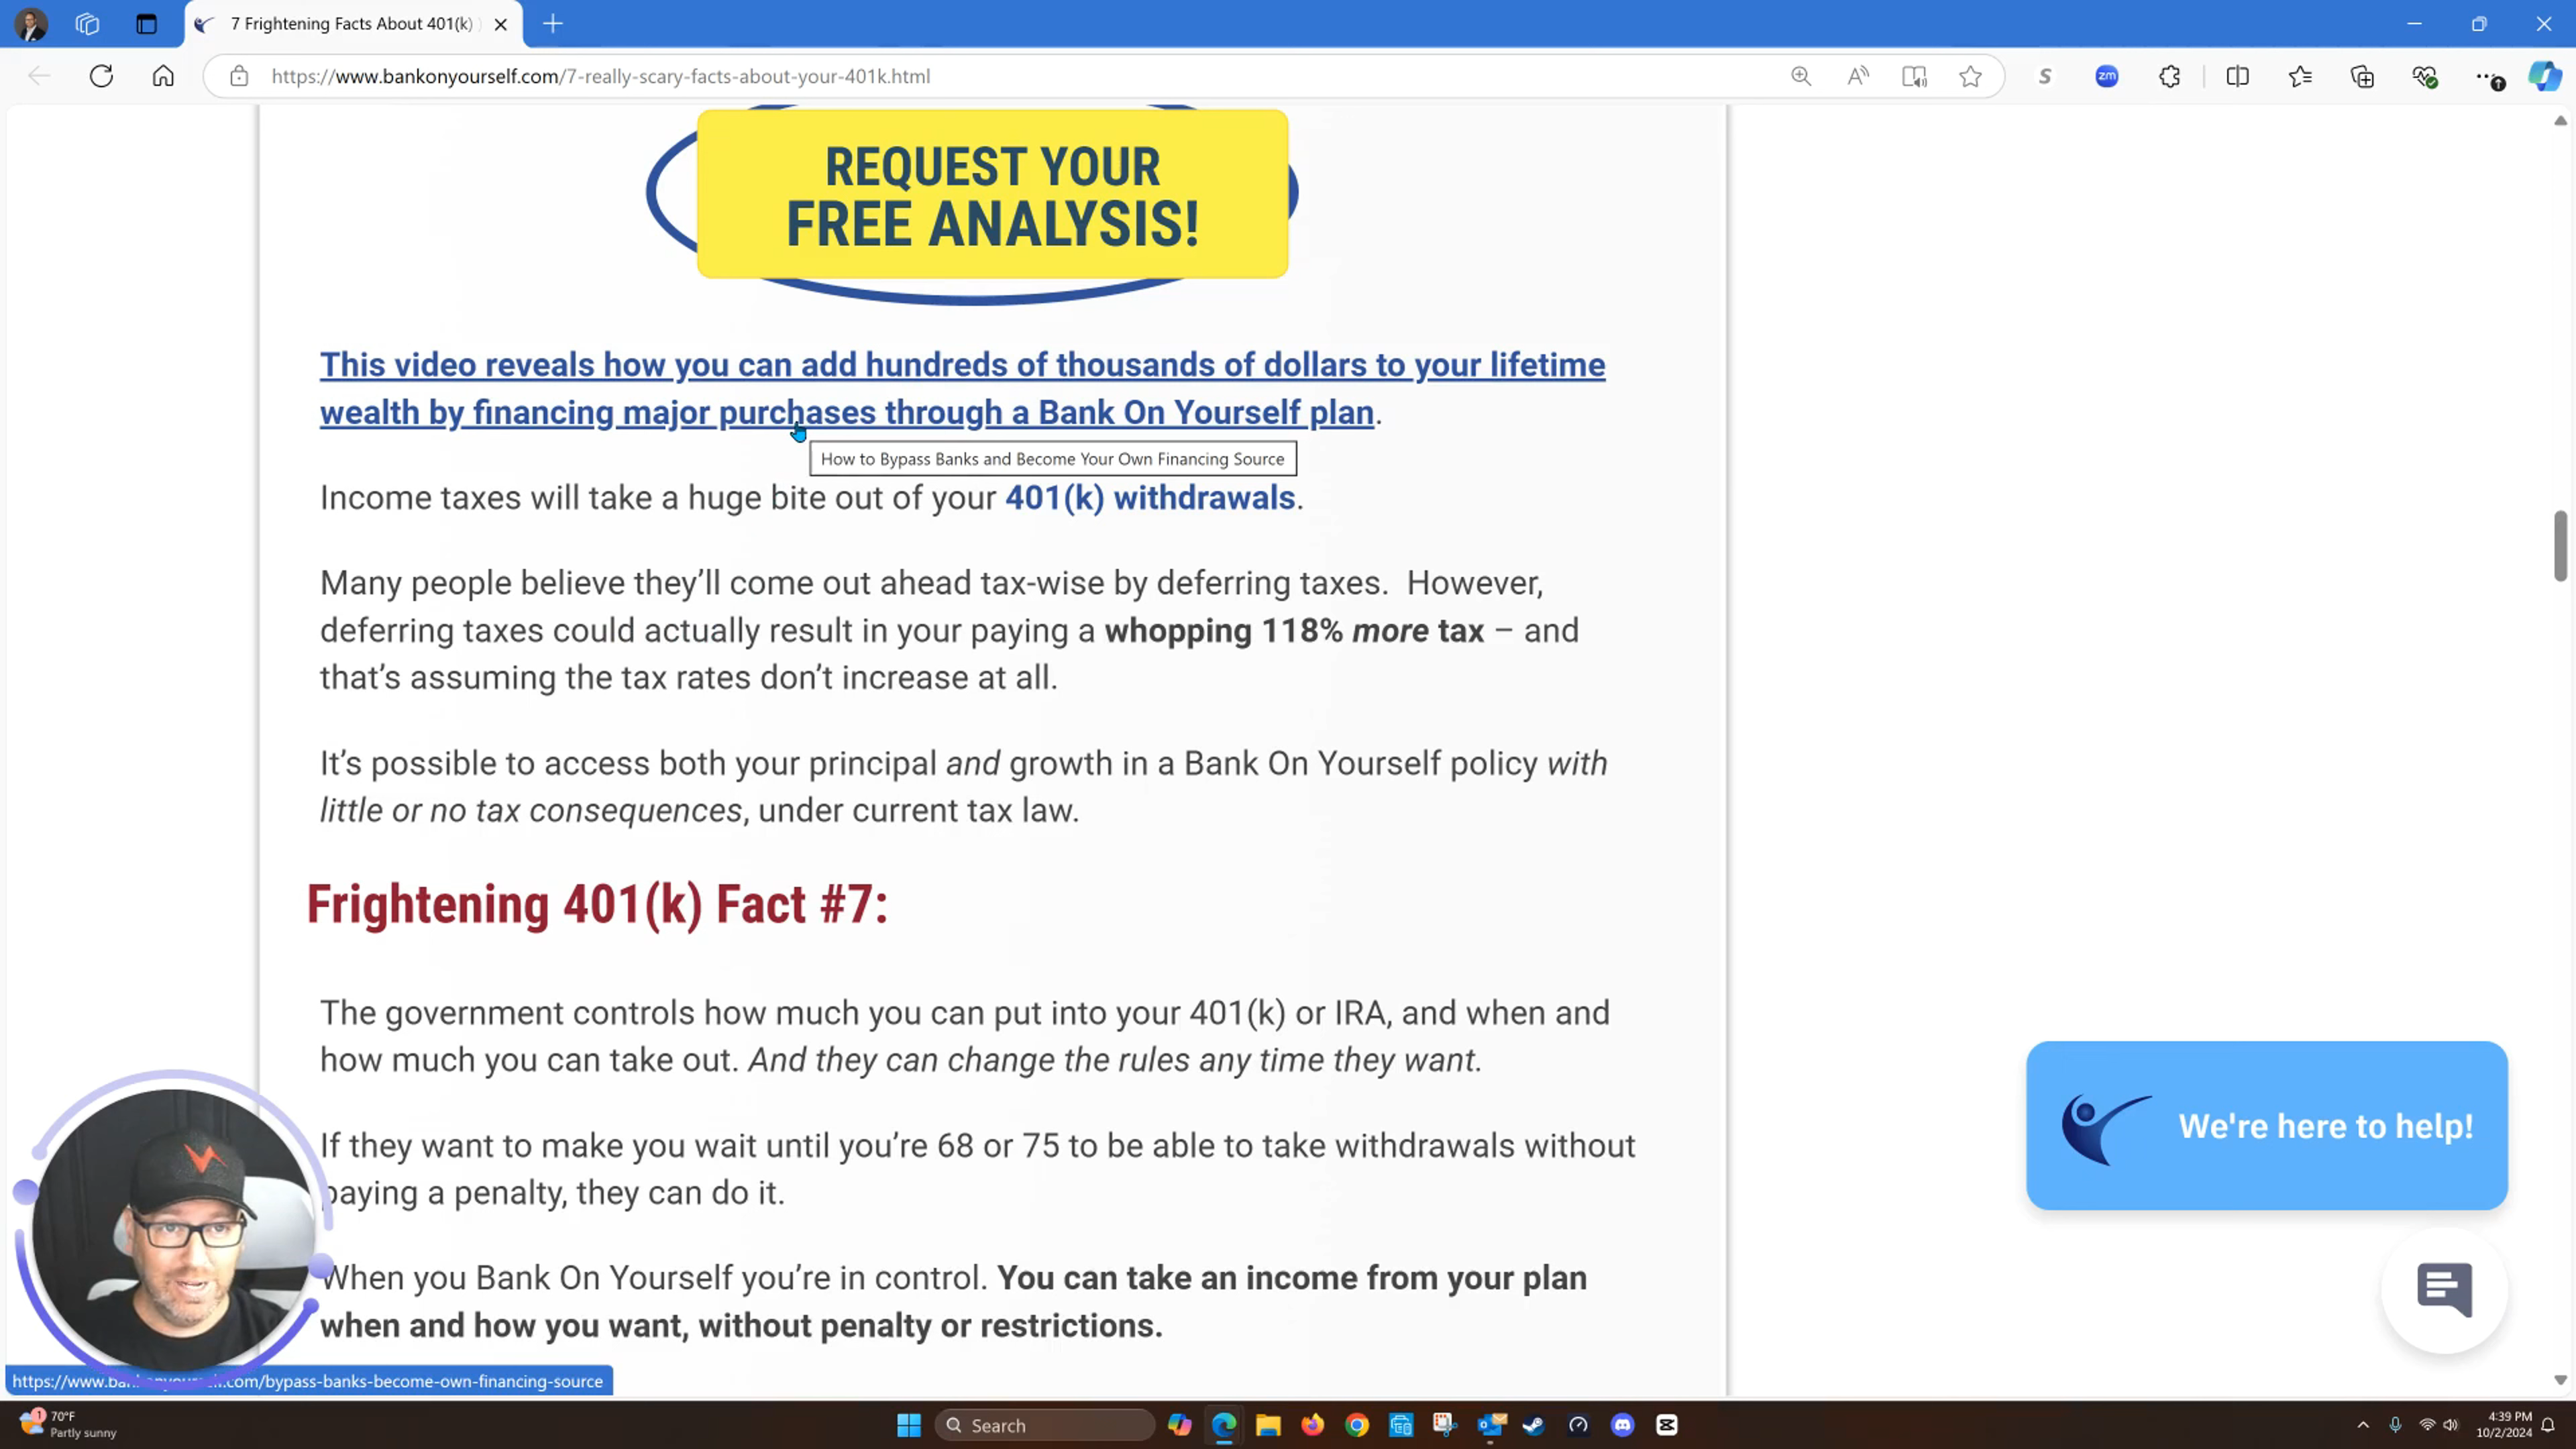 7 Frightening Facts About 401(k)
https://www.bankonyourself.com/7-really-scary-facts-about-your-401k.html
zm
REQUEST YOUR
FREE ANALYSIS!
This video reveals how you can add hundreds of thousands of dollars to your lifetime
wealth by financing major purchases through a Bank On Yourself plan.
How to Bypass Banks and Become Your Own Financing Source
Income taxes will take a huge bite out of your 401(k) withdrawals.
Many people believe they’ll come out ahead tax-wise by deferring taxes.  However,
deferring taxes could actually result in your paying a whopping 118% more tax – and
that’s assuming the tax rates don’t increase at all.
It’s possible to access both your principal and growth in a Bank On Yourself policy with
little or no tax consequences, under current tax law.
Frightening 401(k) Fact #7:
The government controls how much you can put into your 401(k) or IRA, and when and
how much you can take out. And they can change the rules any time they want.
If they want to make you wait until you’re 68 or 75 to be able to take withdrawals without
paying a penalty, they can do it.
When you Bank On Yourself you’re in control. You can take an income from your plan
when and how you want, without penalty or restrictions.
We're here to help!
https://www.bankonyourself.com/bypass-banks-become-own-financing-source
1
70°F
Partly sunny
Search
4:39 PM
10/2/2024